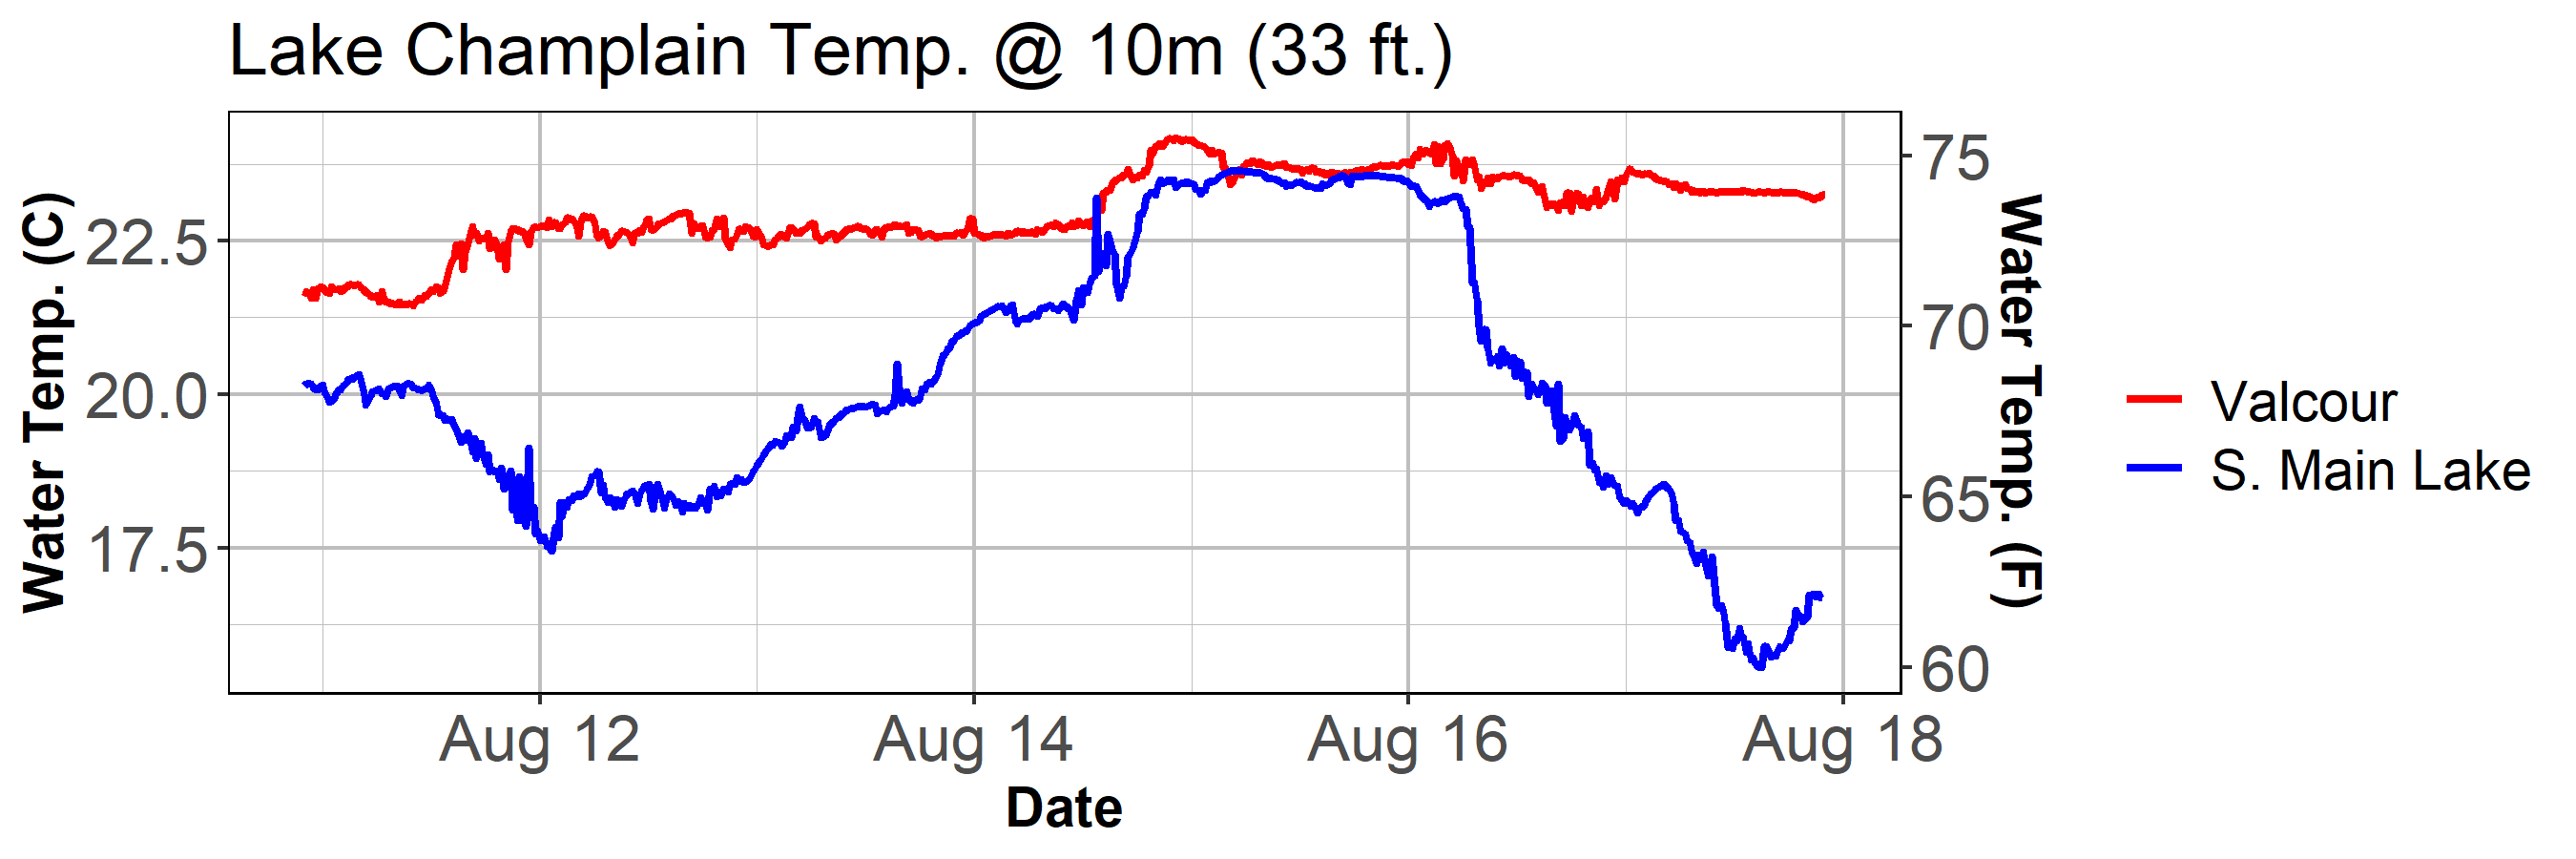 Lake Champlain Temp. @ 10m (33 ft.)
Water Temp. (C)
22.5
20.0
17.5
75
70
65
60
Water Temp. (F)
Aug 12
Aug 14
Aug 16
Aug 18
Date
Valcour
S. Main Lake